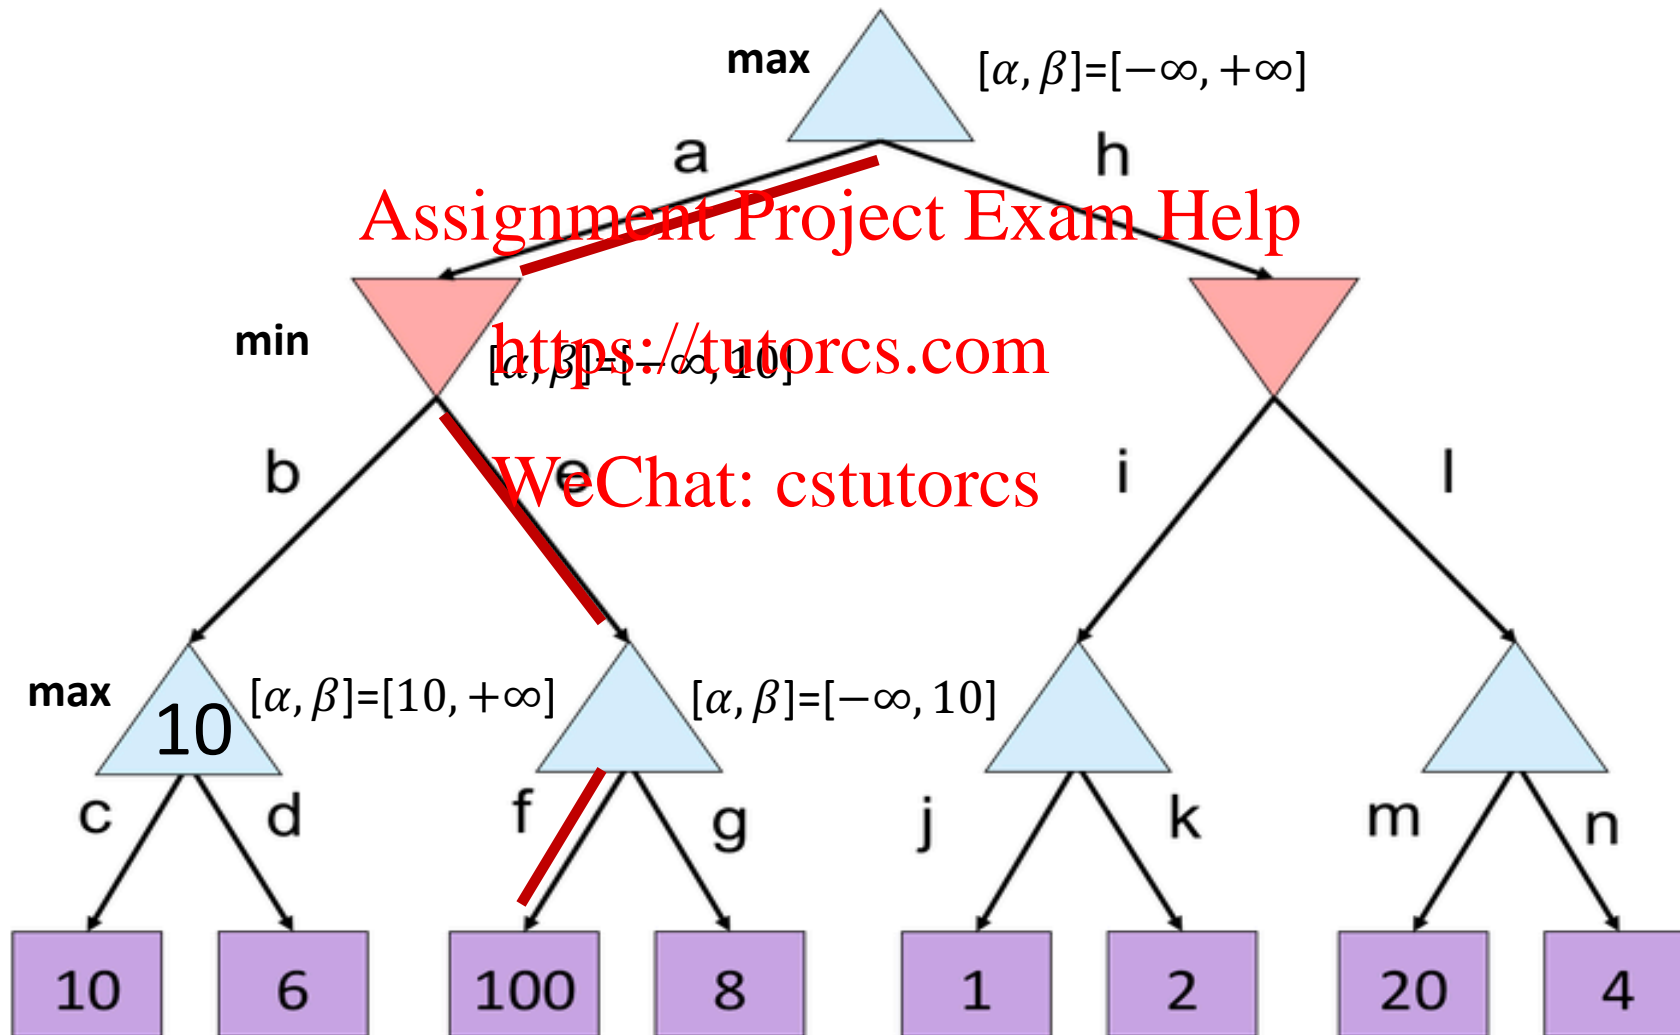 max
[α, β]=[−∞, +∞]
a
h
Assignment Project Exam Help
min
https://tutorcs.com
[α, β]=[−∞, 10]
b
e
WeChat: cstutorcs
i
l
max
10
[α, β]=[10, +∞]
[α, β]=[−∞, 10]
c
d
f
g
j
k
m
n
10
6
100
8
1
2
20
4